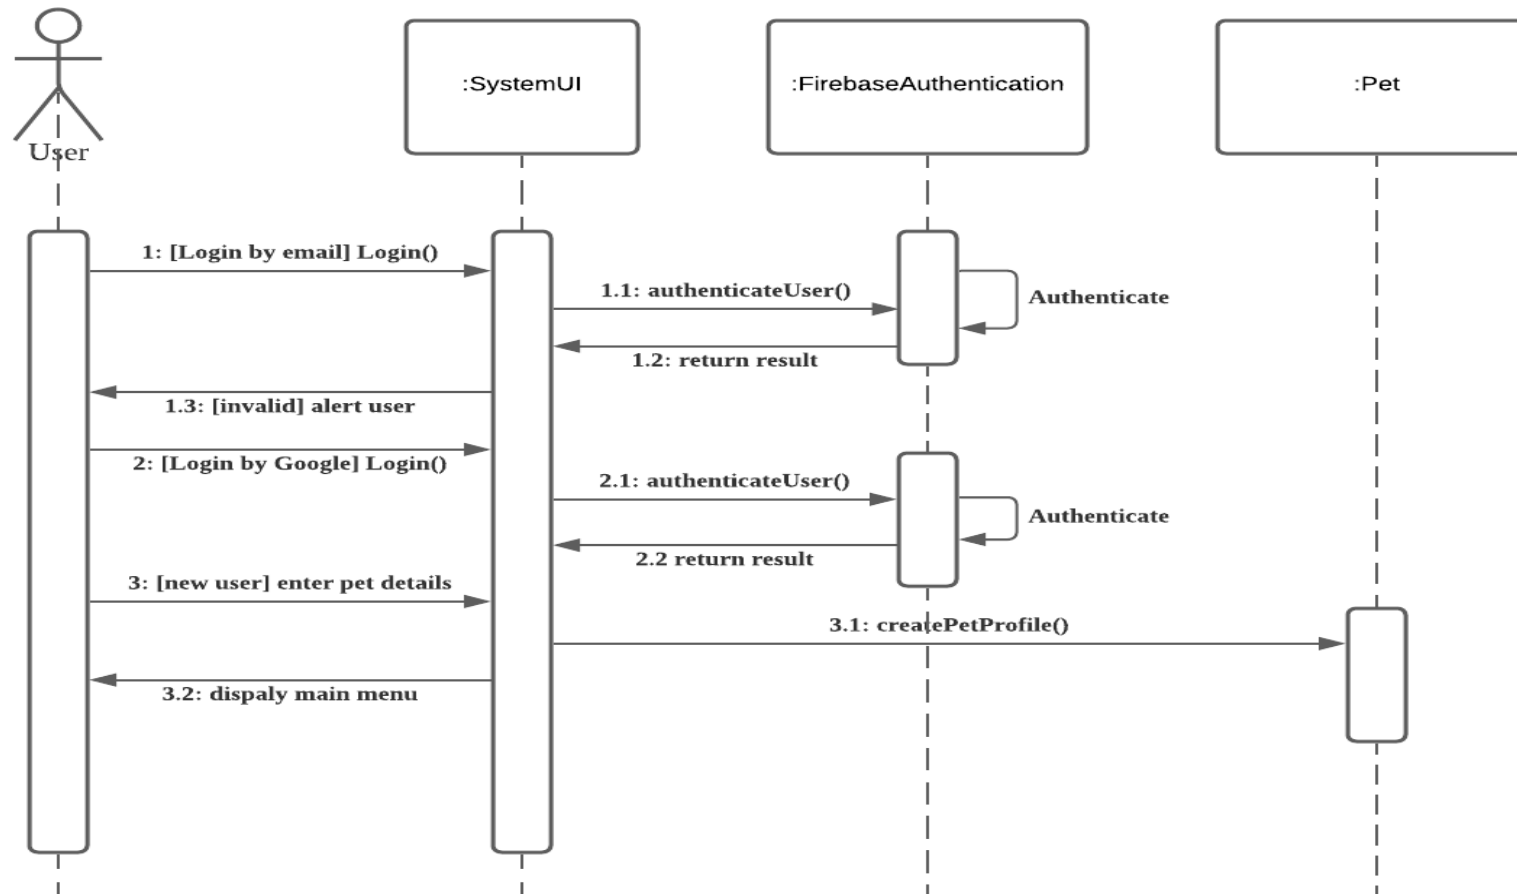 :SystemUI
:FirebaseAuthentication
:Pet
User
1: [Login by email] Login()
1.1: authenticateUser()
Authenticate
1.2: return result
1.3: [invalid] alert user
2: [Login by Google] Login()
2.1: authenticateUser()
Authenticate
2.2 return result
3: [new user] enter pet details
3.1: createPetProfile()
3.2: dispaly main menu